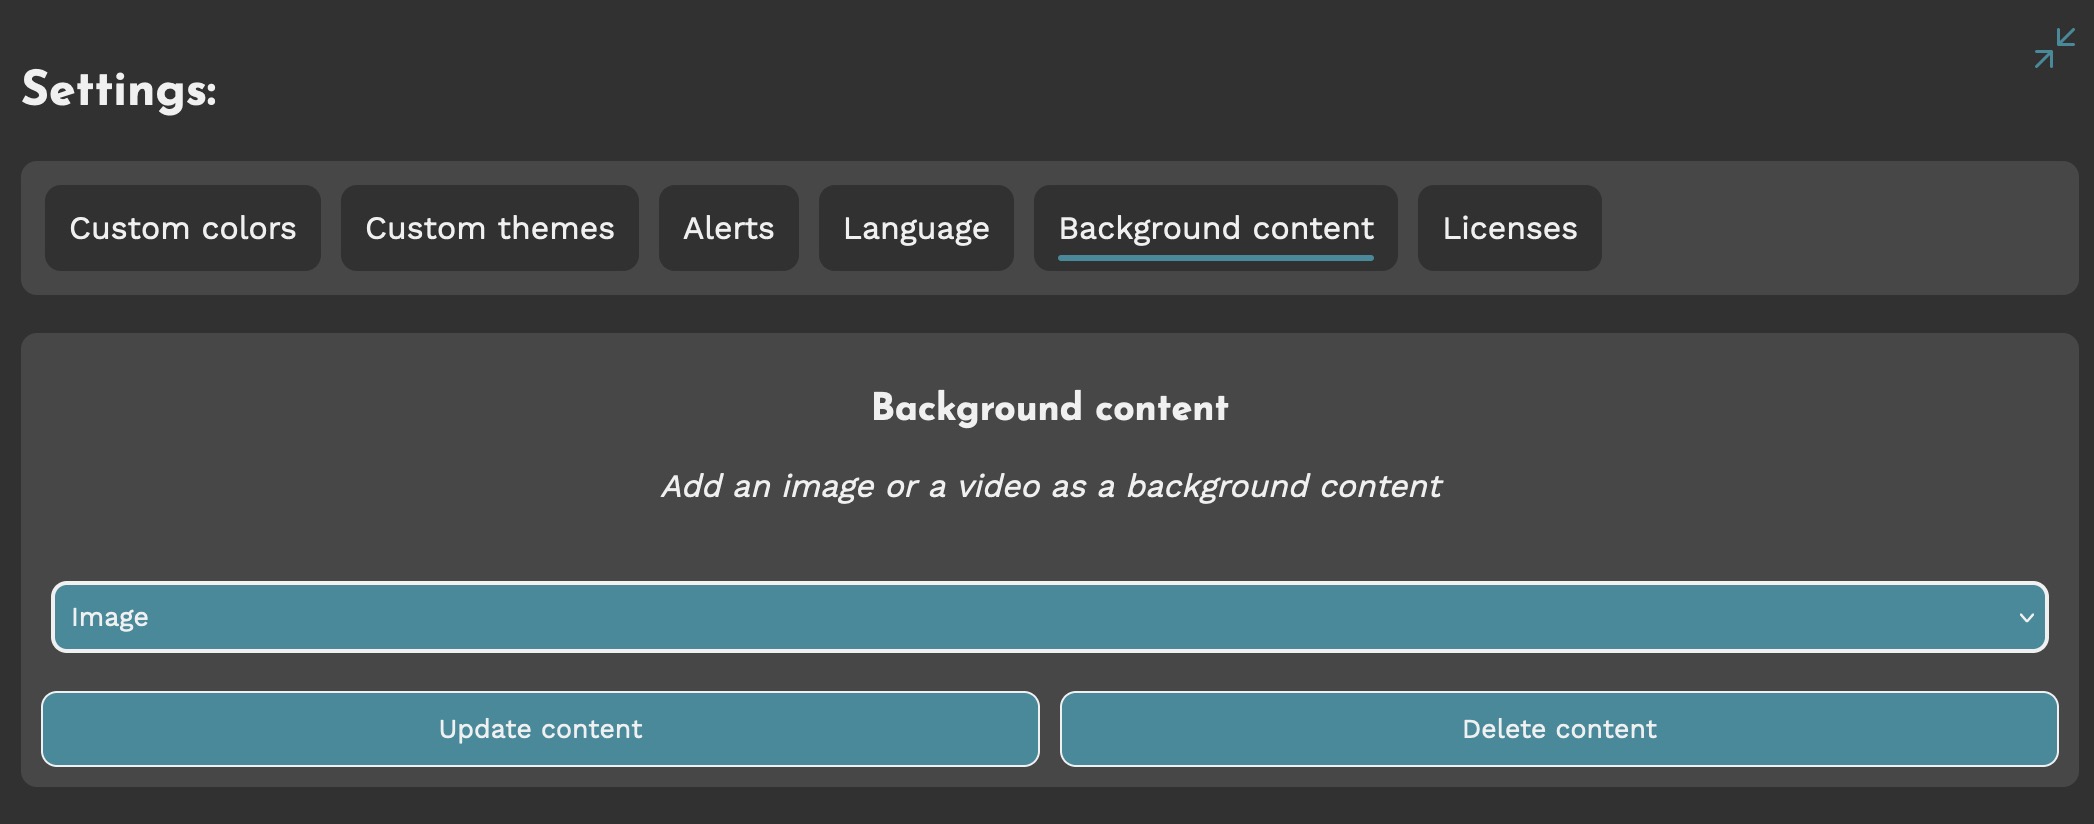 Settings:
Custom colors Custom themes Alerts Language Background content Licenses
Background content
Add an image or a video as a background content
Image
Update content Delete content